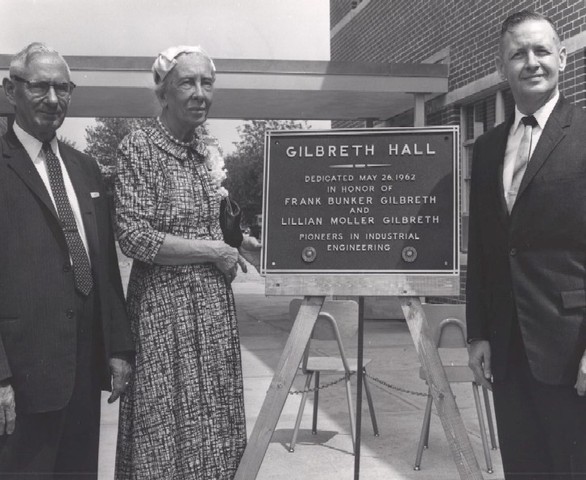 GILBRETH HALL
DEDICATED MAY 28, 1962
IN HONOR OF
FRANK BUNKER GILBRETH
AND
LILLIAN MOLLER GILBRETH
PIONEERS IN INDUSTRIAL
ENGINEERING